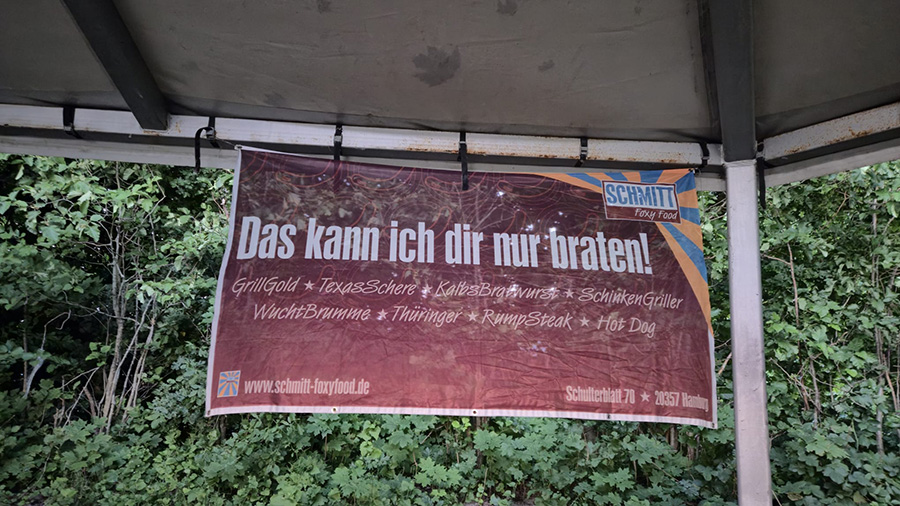 SCHMITT
Foxy Food
Das kann ich dir nur braten!
GrillGold ★ TexasSchere ★ KalbsBratwurst ★ SchinkenGriller
WuchtBrumme ★ Thüringer ★ RumpSteak ★ Hot Dog
www.schmitt-foxyfood.de
Schulterblatt 70 ★ 20357 Hamburg